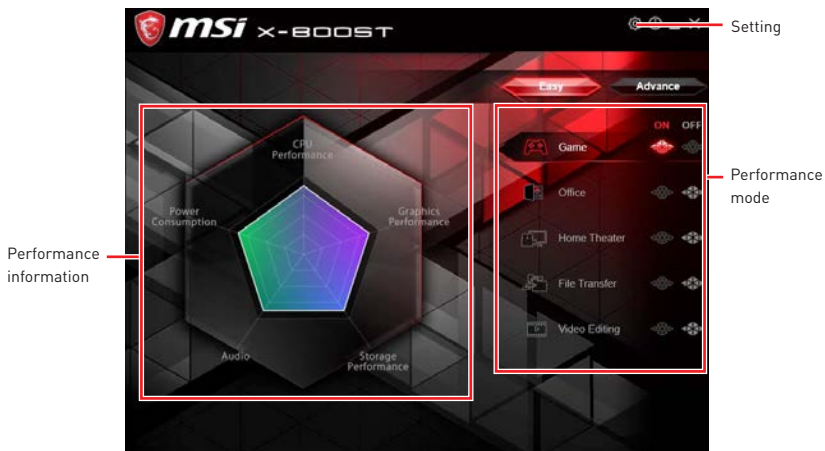 msi X-BOOST
Setting
Easy
Advance
ON OFF
Game
Office
Home Theater
File Transfer
Video Editing
Performance
mode
CPU
Performance
Graphics
Performance
Storage
Performance
Audio
Power
Consumption
Performance
information